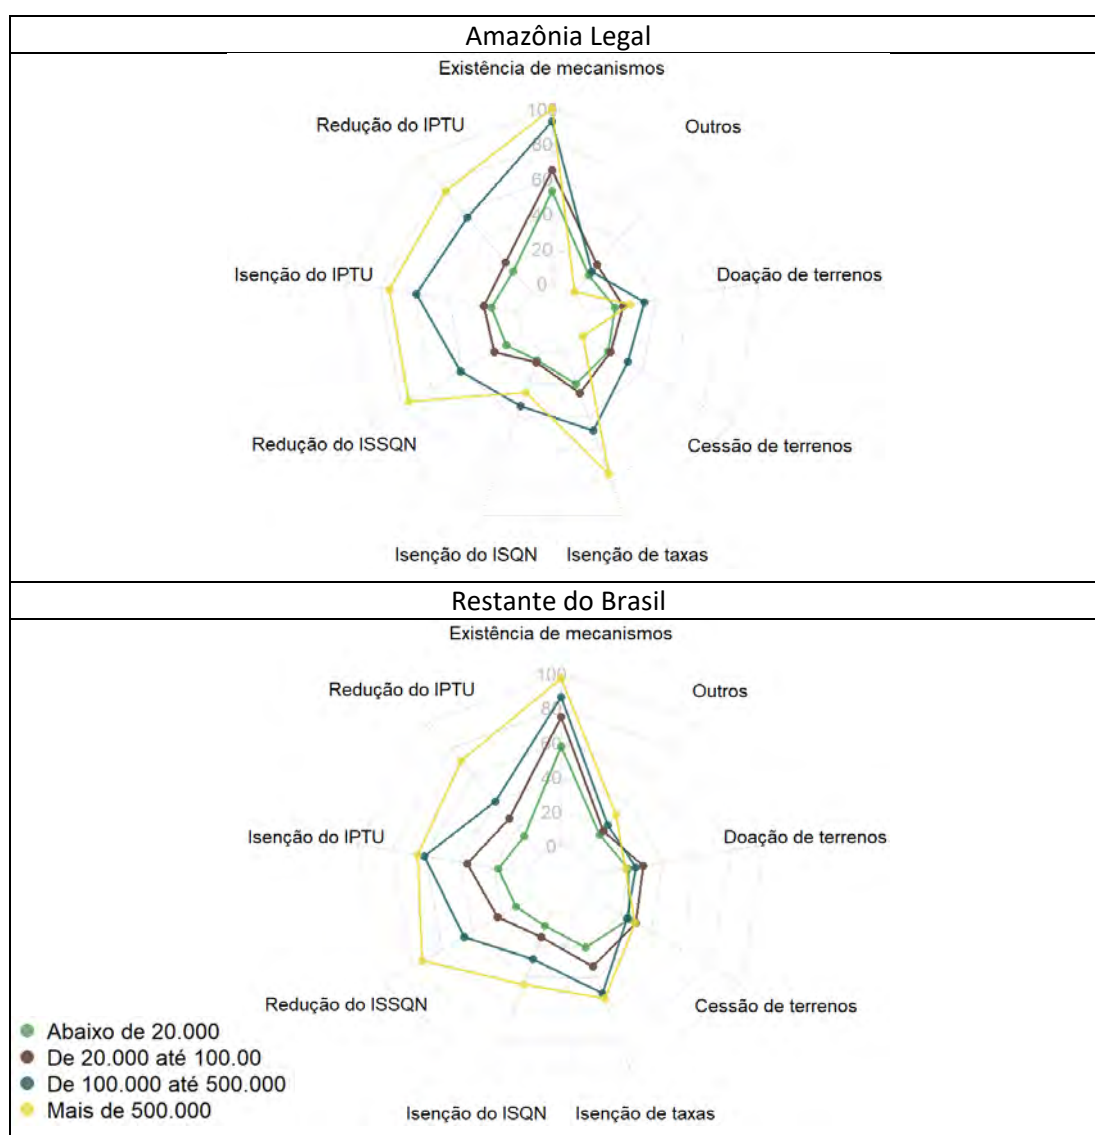 Amazônia Legal
Existência de mecanismos
Redução do IPTU
Outros
100
80
60
40
20
0
Isenção do IPTU
Doação de terrenos
Redução do ISSQN
Cessão de terrenos
Isenção do ISQN
Isenção de taxas
Restante do Brasil
Existência de mecanismos
Redução do IPTU
Outros
100
80
60
40
20
0
Isenção do IPTU
Doação de terrenos
Redução do ISSQN
Cessão de terrenos
Abaixo de 20.000
De 20.000 até 100.00
De 100.000 até 500.000
Mais de 500.000
Isenção do ISQN
Isenção de taxas